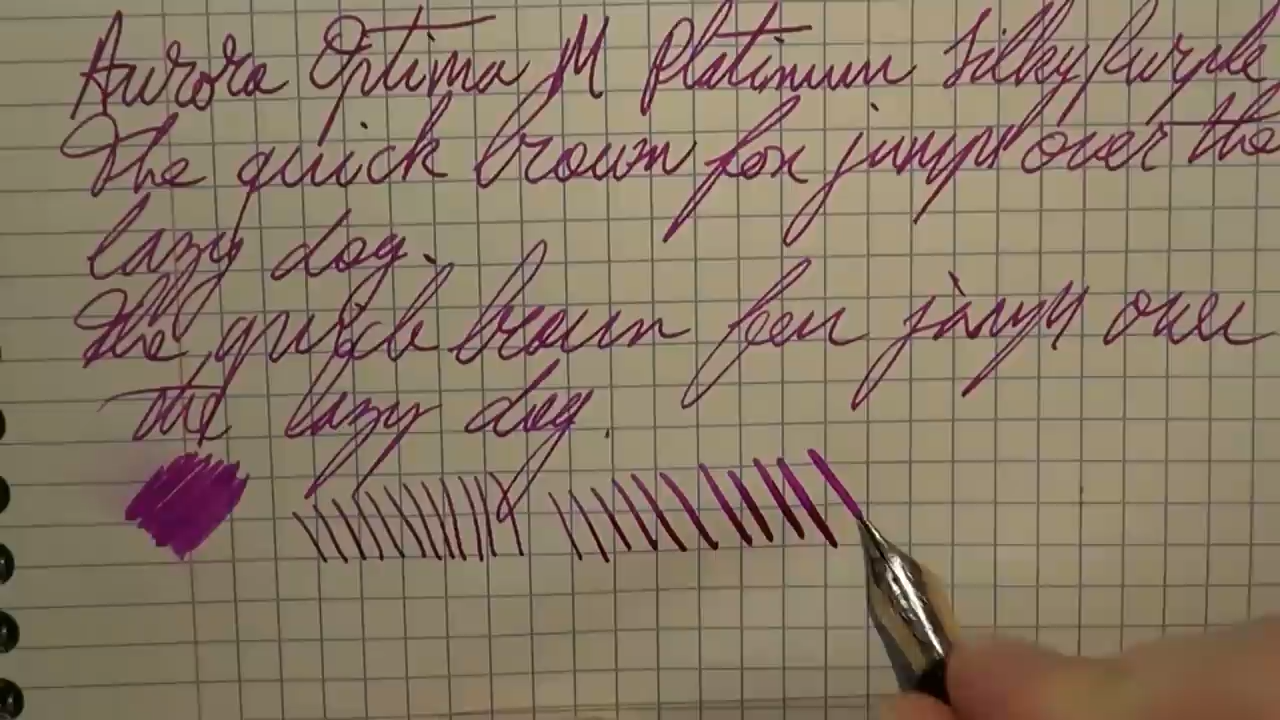 Aurora Optima M Platinum Silky Purple
The quick brown fox jumps over the
lazy dog.
The quick brown fox jumps over
the lazy dog.